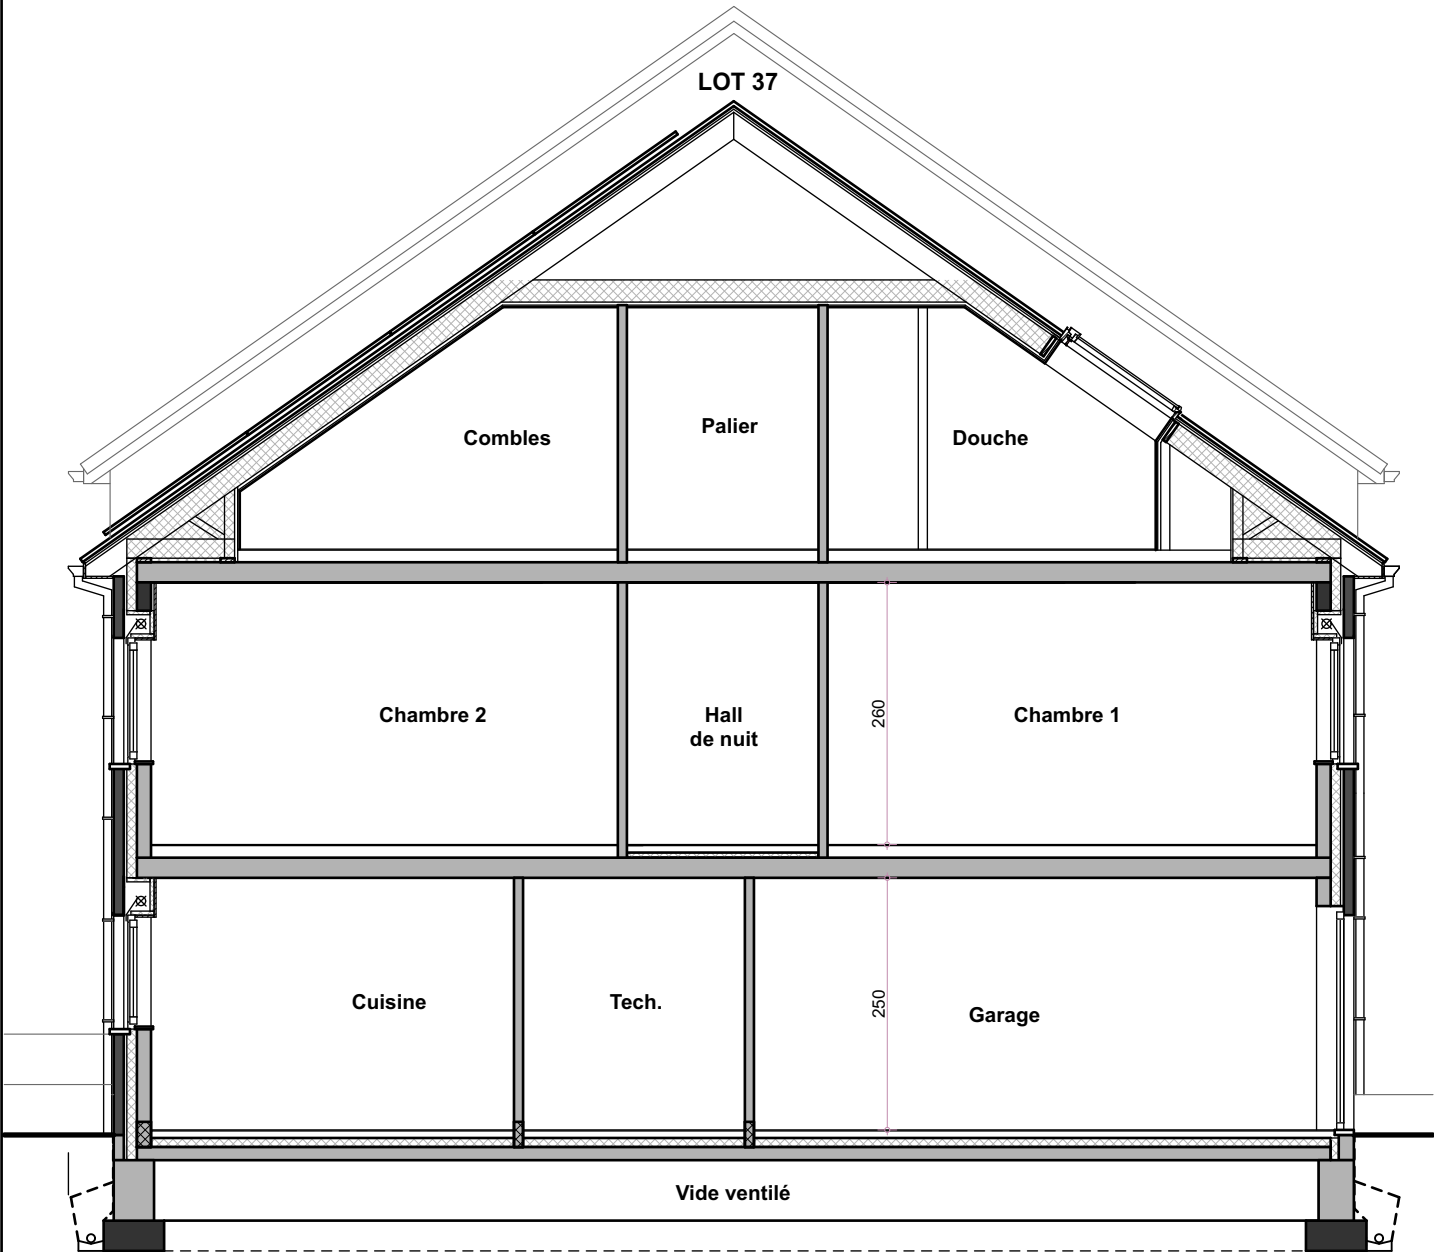 LOT 37
Combles
Palier
Douche
Chambre 2
Hall
de nuit
260
Chambre 1
Cuisine
Tech.
250
Garage
Vide ventilé